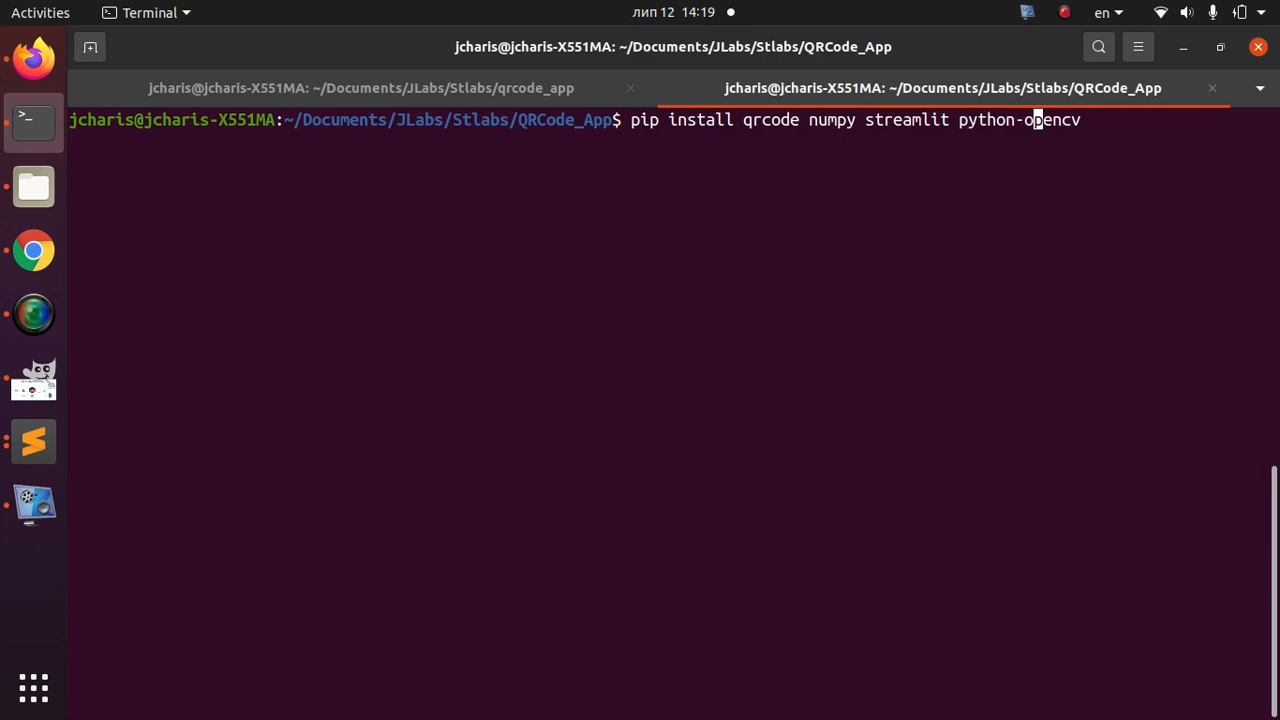 Activities
Terminal
лип 12 14:19
en
jcharis@jcharis-X551MA: ~/Documents/JLabs/Stlabs/QRCode_App
jcharis@jcharis-X551MA: ~/Documents/JLabs/Stlabs/qrcode_app
jcharis@jcharis-X551MA: ~/Documents/JLabs/Stlabs/QRCode_App
jcharis@jcharis-X551MA:~/Documents/JLabs/Stlabs/QRCode_App$ pip install qrcode numpy streamlit python-opencv